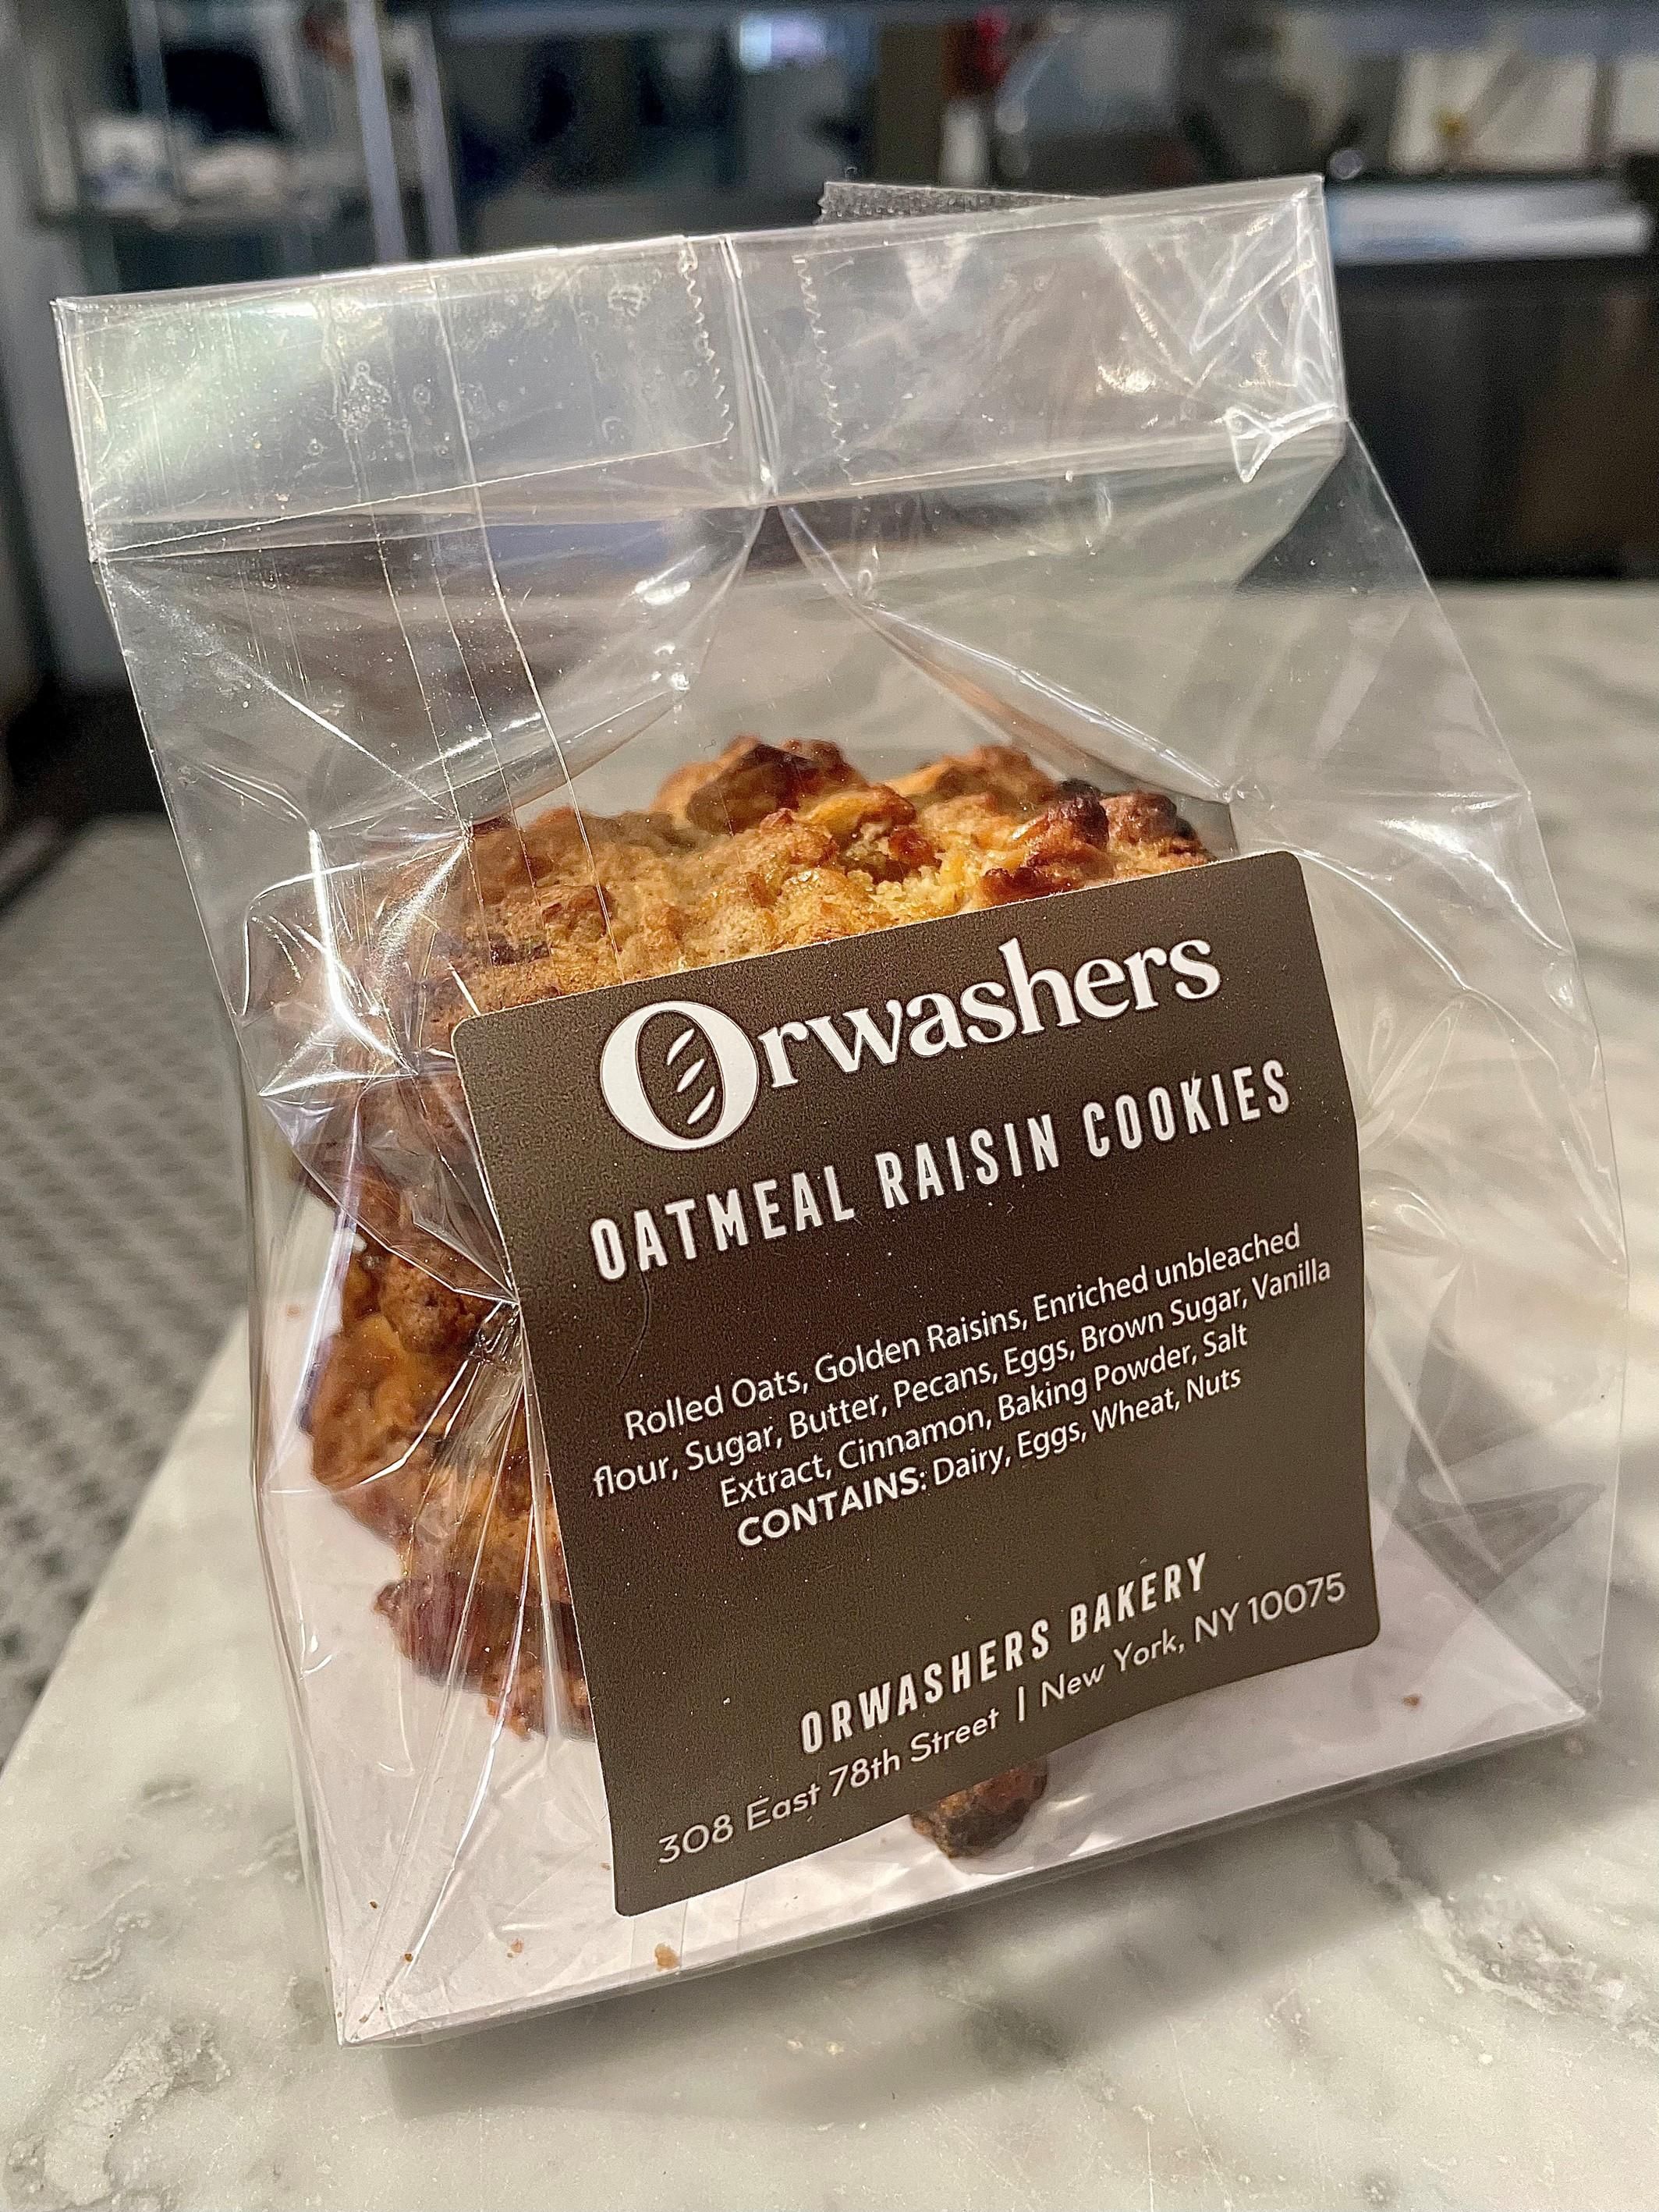 Orwashers
OATMEAL RAISIN COOKIES
Rolled Oats, Golden Raisins, Enriched unbleached
flour, Sugar, Butter, Pecans, Eggs, Brown Sugar, Vanilla
Extract, Cinnamon, Baking Powder, Salt
CONTAINS: Dairy, Eggs, Wheat, Nuts
ORWASHERS BAKERY
308 East 78th Street | New York, NY 10075